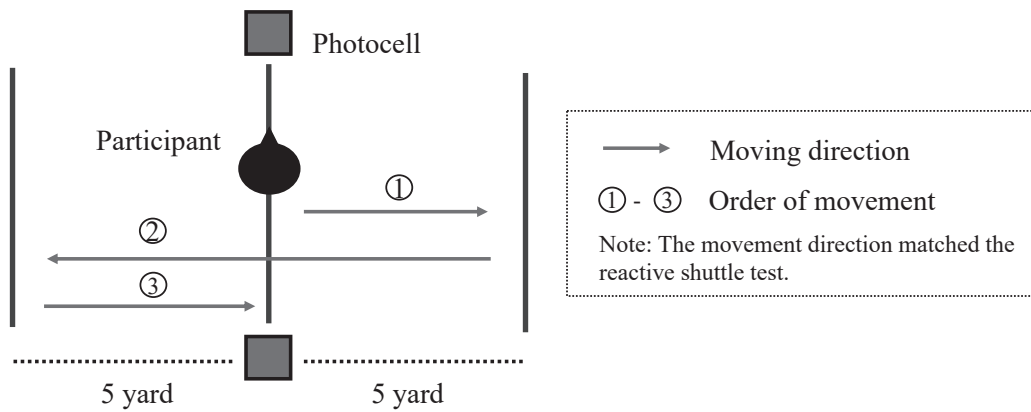 Photocell
Participant
①
②
③
5 yard
5 yard
Moving direction
① - ③ Order of movement
Note: The movement direction matched the
reactive shuttle test.